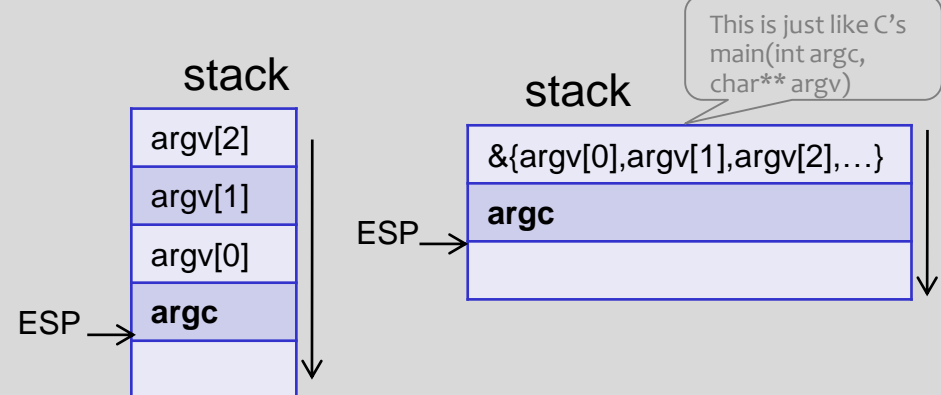 stack
argv[2]
argv[1]
argv[0]
argc
ESP
This is just like C’s
main(int argc,
char** argv)
stack
&{argv[0],argv[1],argv[2],…}
argc
ESP